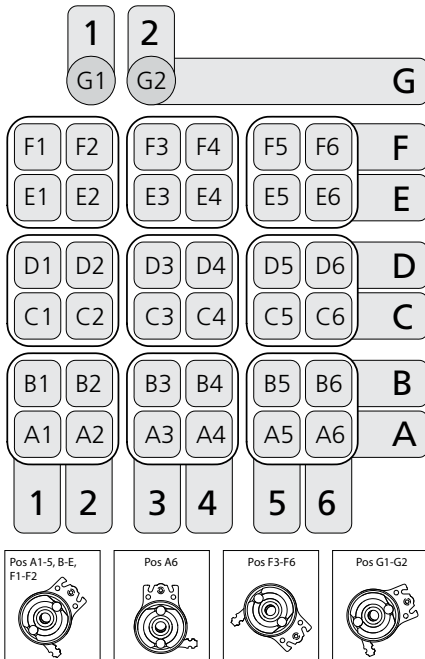 1 2
G1 G2 G
F1 F2 F3 F4 F5 F6 F
E1 E2 E3 E4 E5 E6 E
D1 D2 D3 D4 D5 D6 D
C1 C2 C3 C4 C5 C6 C
B1 B2 B3 B4 B5 B6 B
A1 A2 A3 A4 A5 A6 A
1 2 3 4 5 6
Pos A1-5, B-E,
F1-F2
Pos A6
Pos F3-F6
Pos G1-G2